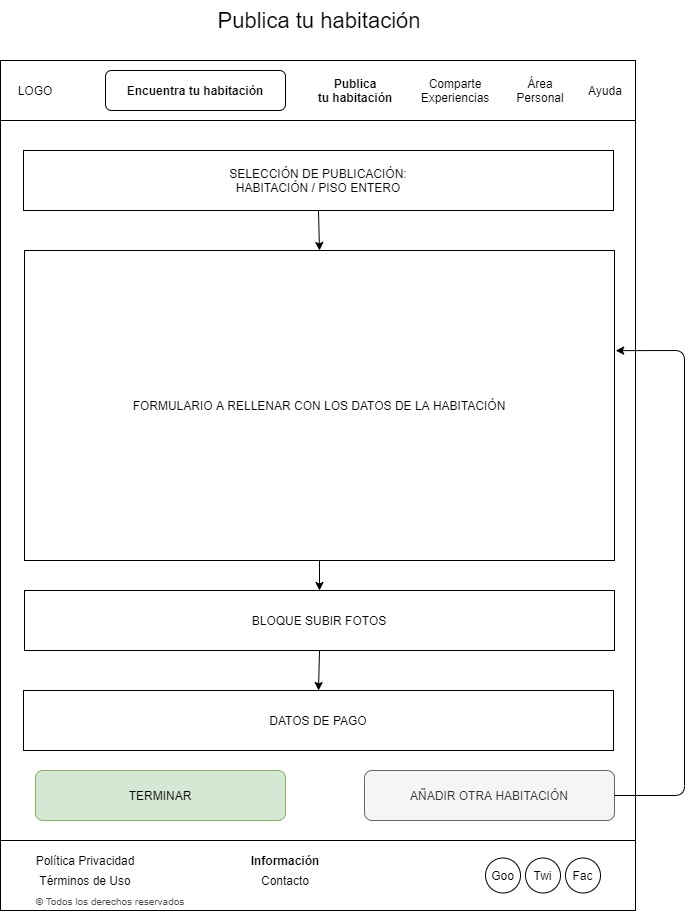 Publica tu habitación
LOGO
Encuentra tu habitación
Publica
tu habitación
Comparte
Experiencias
Área
Personal
Ayuda
SELECCIÓN DE PUBLICACIÓN:
HABITACIÓN / PISO ENTERO
FORMULARIO A RELLENAR CON LOS DATOS DE LA HABITACIÓN
BLOQUE SUBIR FOTOS
DATOS DE PAGO
TERMINAR
AÑADIR OTRA HABITACIÓN
Política Privacidad
Términos de Uso
© Todos los derechos reservados
Información
Contacto
Goo
Twi
Fac